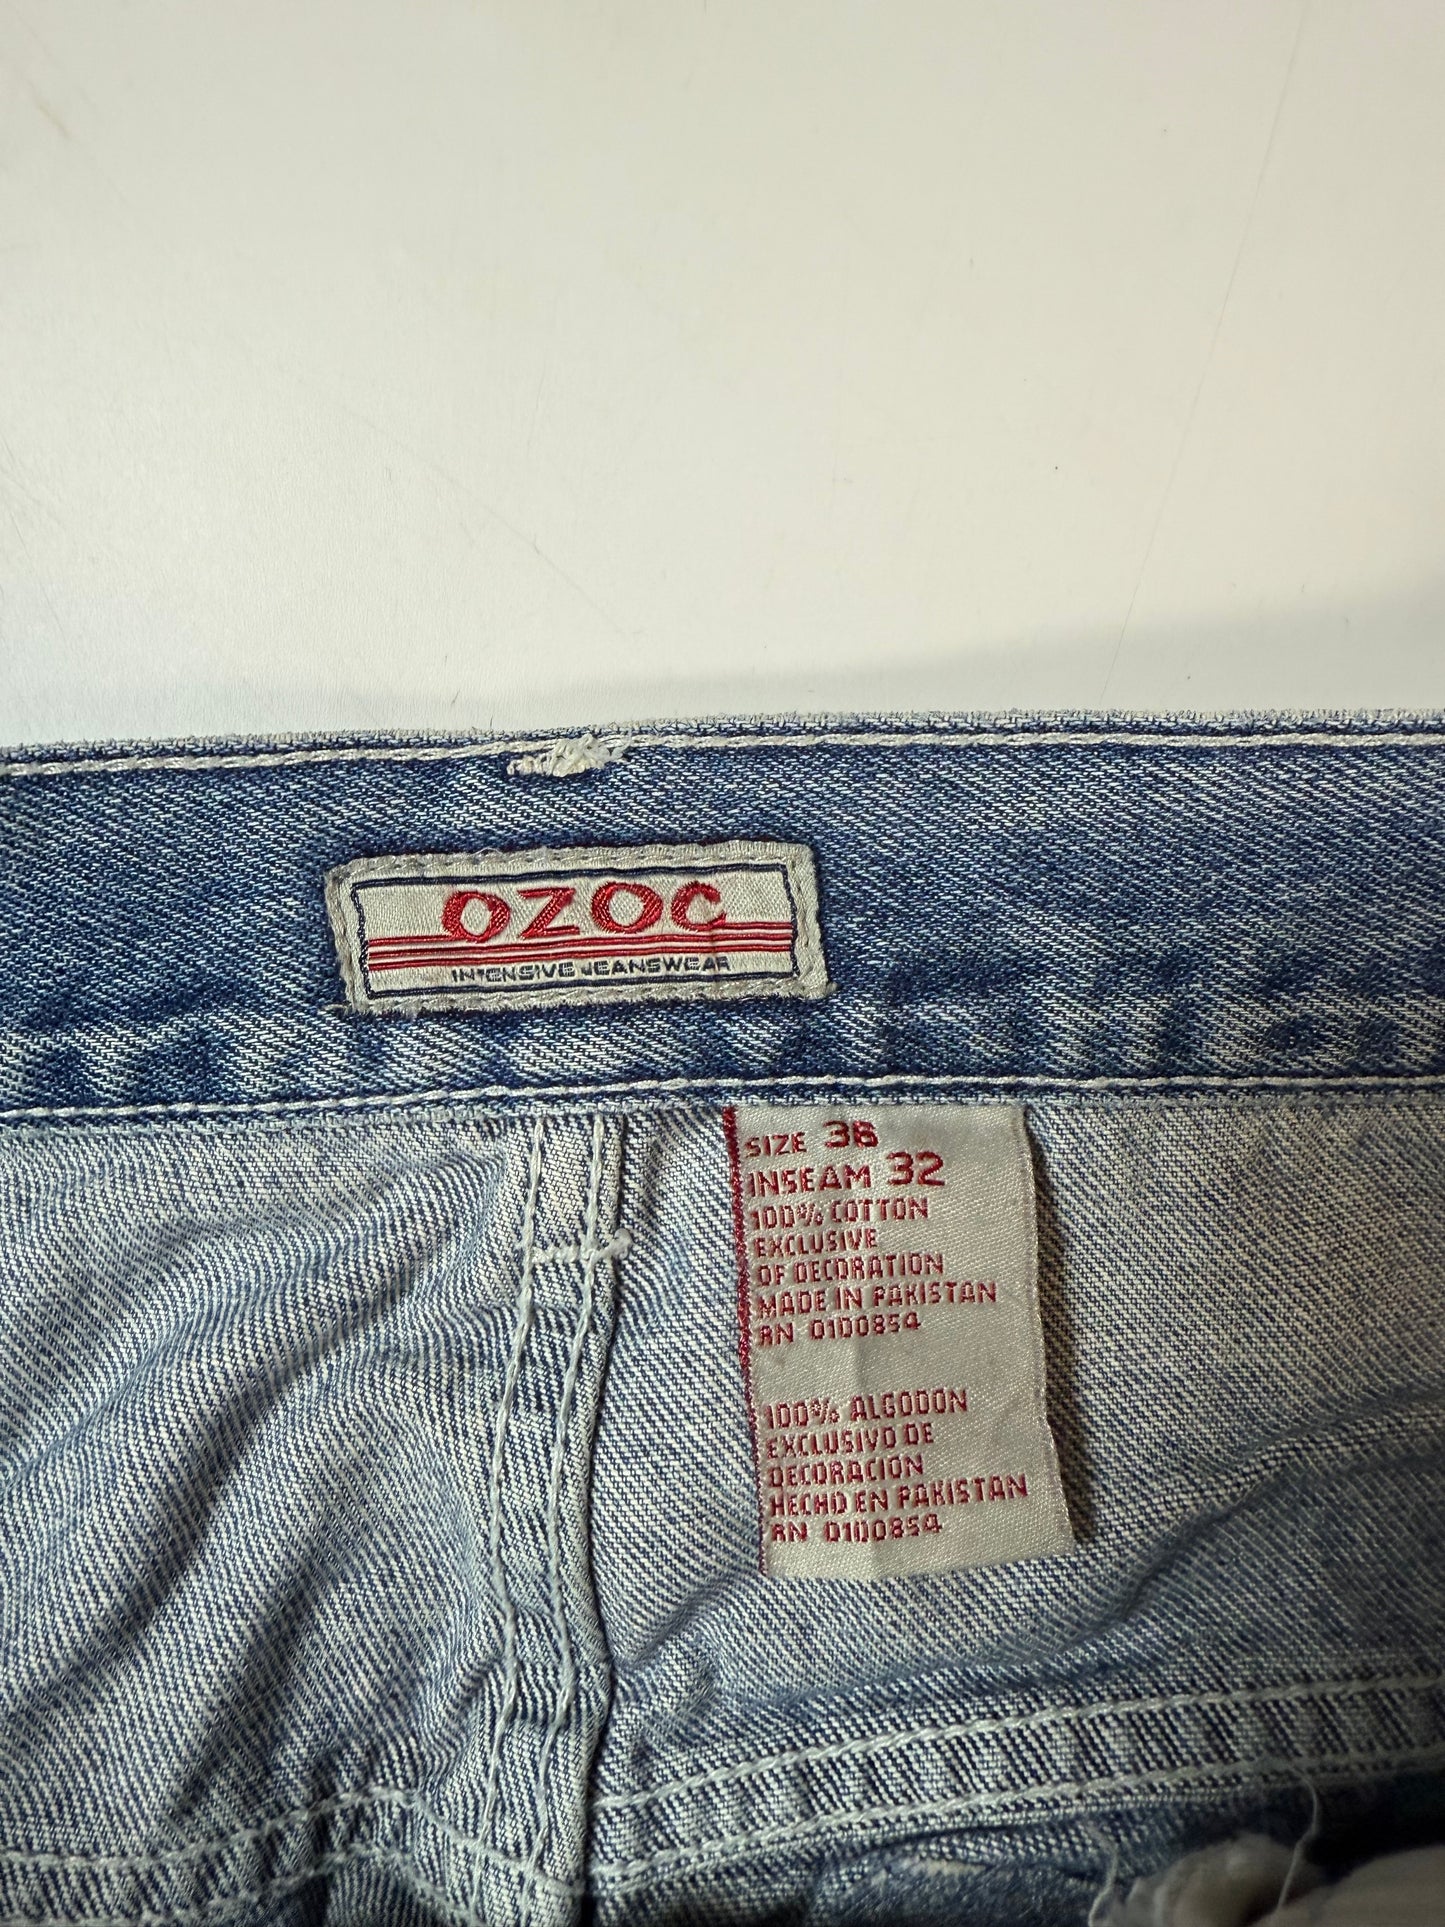 OZOC
INTENSIVE JEANSWEAR
SIZE 36
INSEAM 32
100% COTTON
EXCLUSIVE
OF DECORATION
MADE IN PAKISTAN
RN 0100854
100% ALGODON
EXCLUSIVO DE
DECORACION
HECHO EN PAKISTAN
RN 0100854